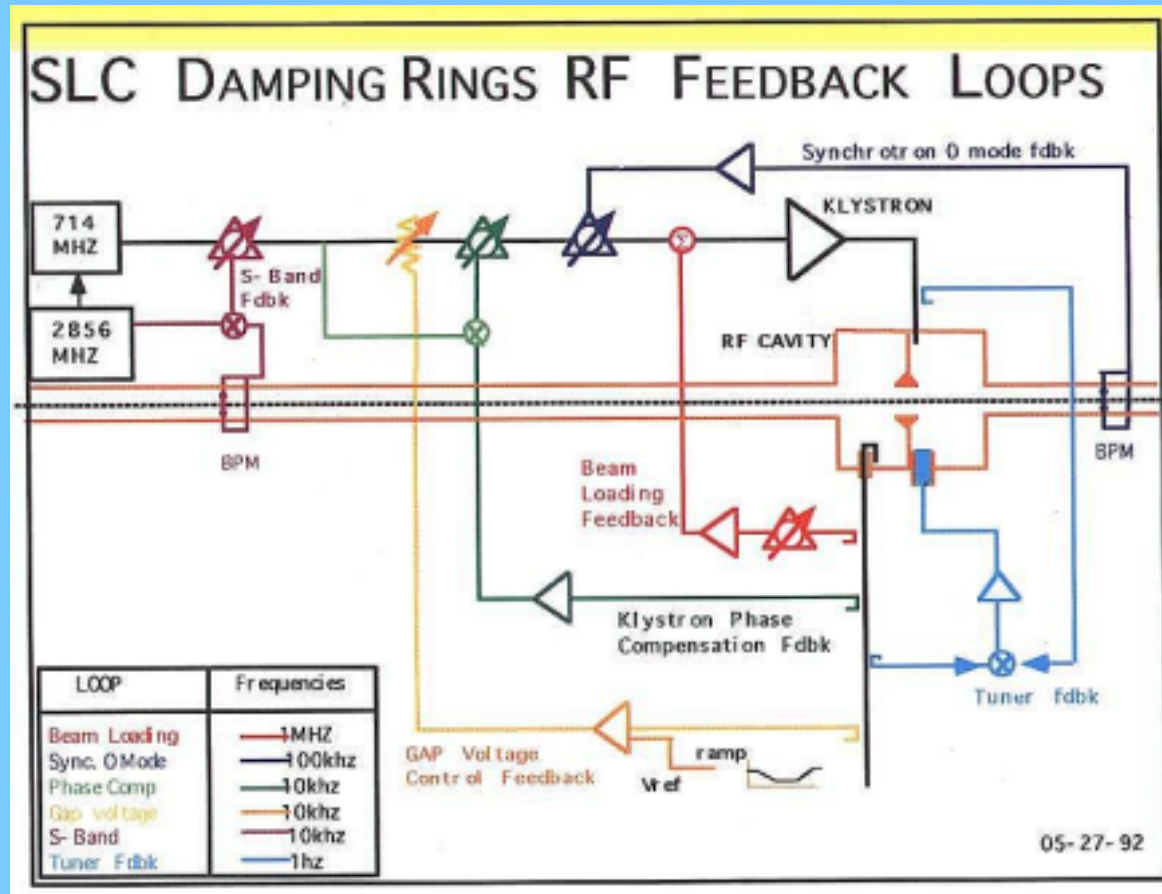 SLC DAMPING RINGS RF FEEDBACK LOOPS
Synchrotron 0 mode fdbk
714
MHZ
KLYSTRON
S-Band
Fdbk
2856
MHZ
RF CAVITY
BPM
BPM
Beam
Loading
Feedback
Klystron Phase
Compensation Fdbk
Tuner fdbk
GAP Voltage
Control Feedback
ramp
Vref
LOOP Frequencies
Beam Loading 1MHZ
Sync. 0Mode 100khz
Phase Comp 10khz
Gap voltage 10khz
S-Band 10khz
Tuner Fdbk 1hz
05-27-92
Σ